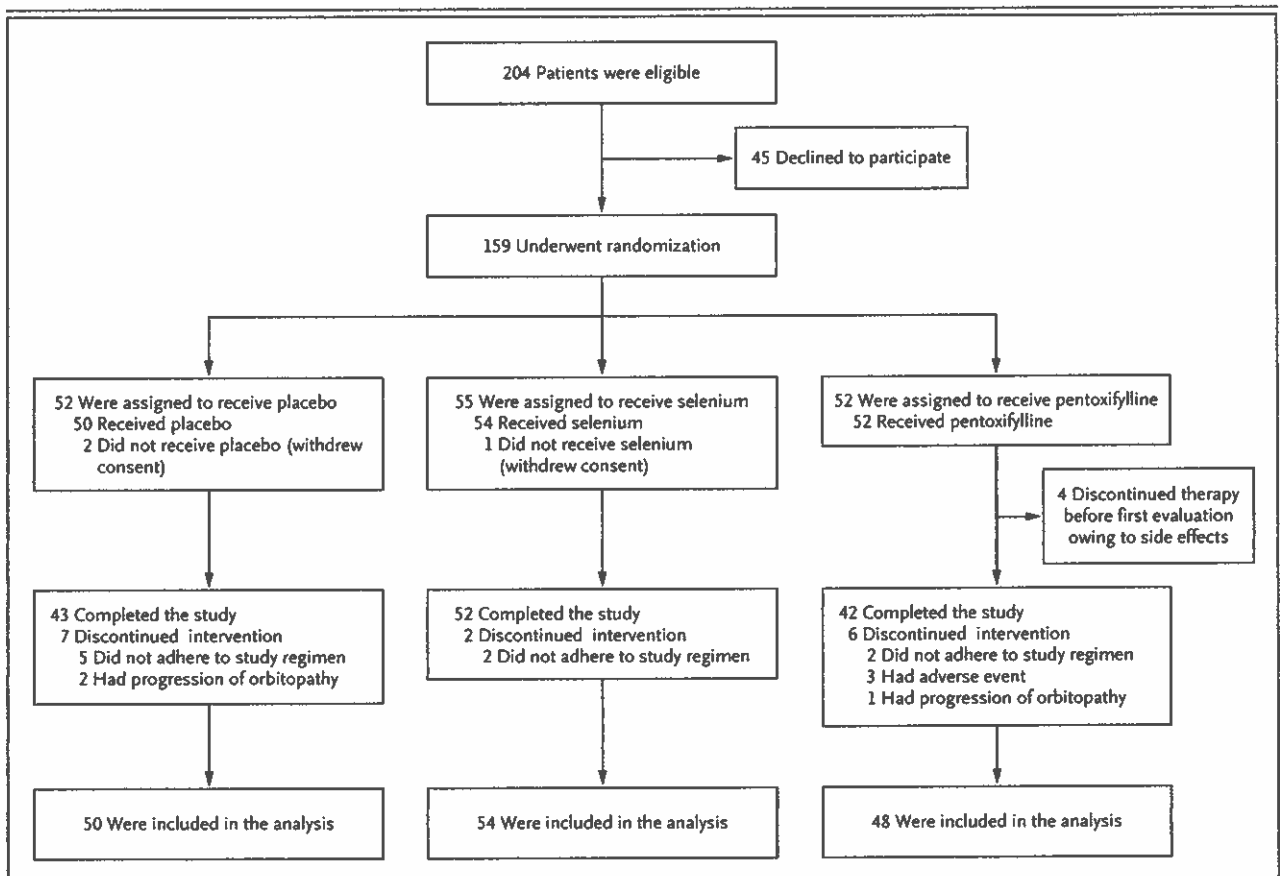 204 Patients were eligible
45 Declined to participate
159 Underwent randomization
52 Were assigned to receive placebo
50 Received placebo
2 Did not receive placebo (withdrew
consent)
55 Were assigned to receive selenium
54 Received selenium
1 Did not receive selenium
(withdrew consent)
52 Were assigned to receive pentoxifylline
52 Received pentoxifylline
4 Discontinued therapy
before first evaluation
owing to side effects
43 Completed the study
7 Discontinued intervention
5 Did not adhere to study regimen
2 Had progression of orbitopathy
52 Completed the study
2 Discontinued intervention
2 Did not adhere to study regimen
42 Completed the study
6 Discontinued intervention
2 Did not adhere to study regimen
3 Had adverse event
1 Had progression of orbitopathy
50 Were included in the analysis
54 Were included in the analysis
48 Were included in the analysis